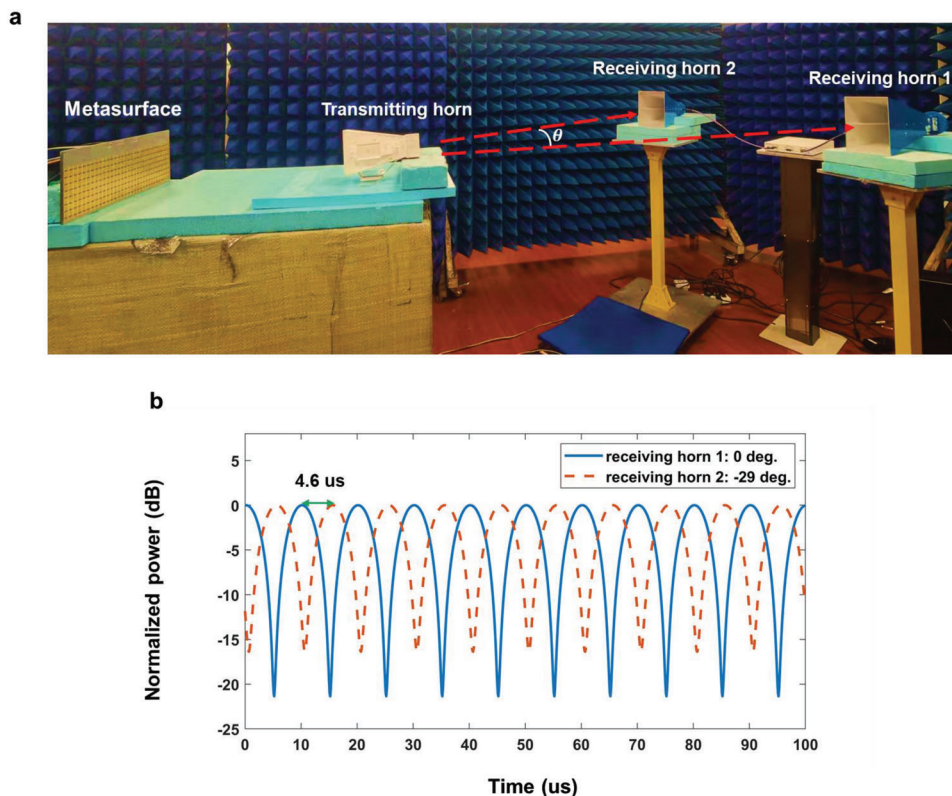 a
Metasurface
Transmitting horn
Receiving horn 2
Receiving horn 1
θ
b
Normalized power (dB)
5
0
-5
-10
-15
-20
-25
4.6 us
receiving horn 1: 0 deg.
receiving horn 2: -29 deg.
0 10 20 30 40 50 60 70 80 90 100
Time (us)